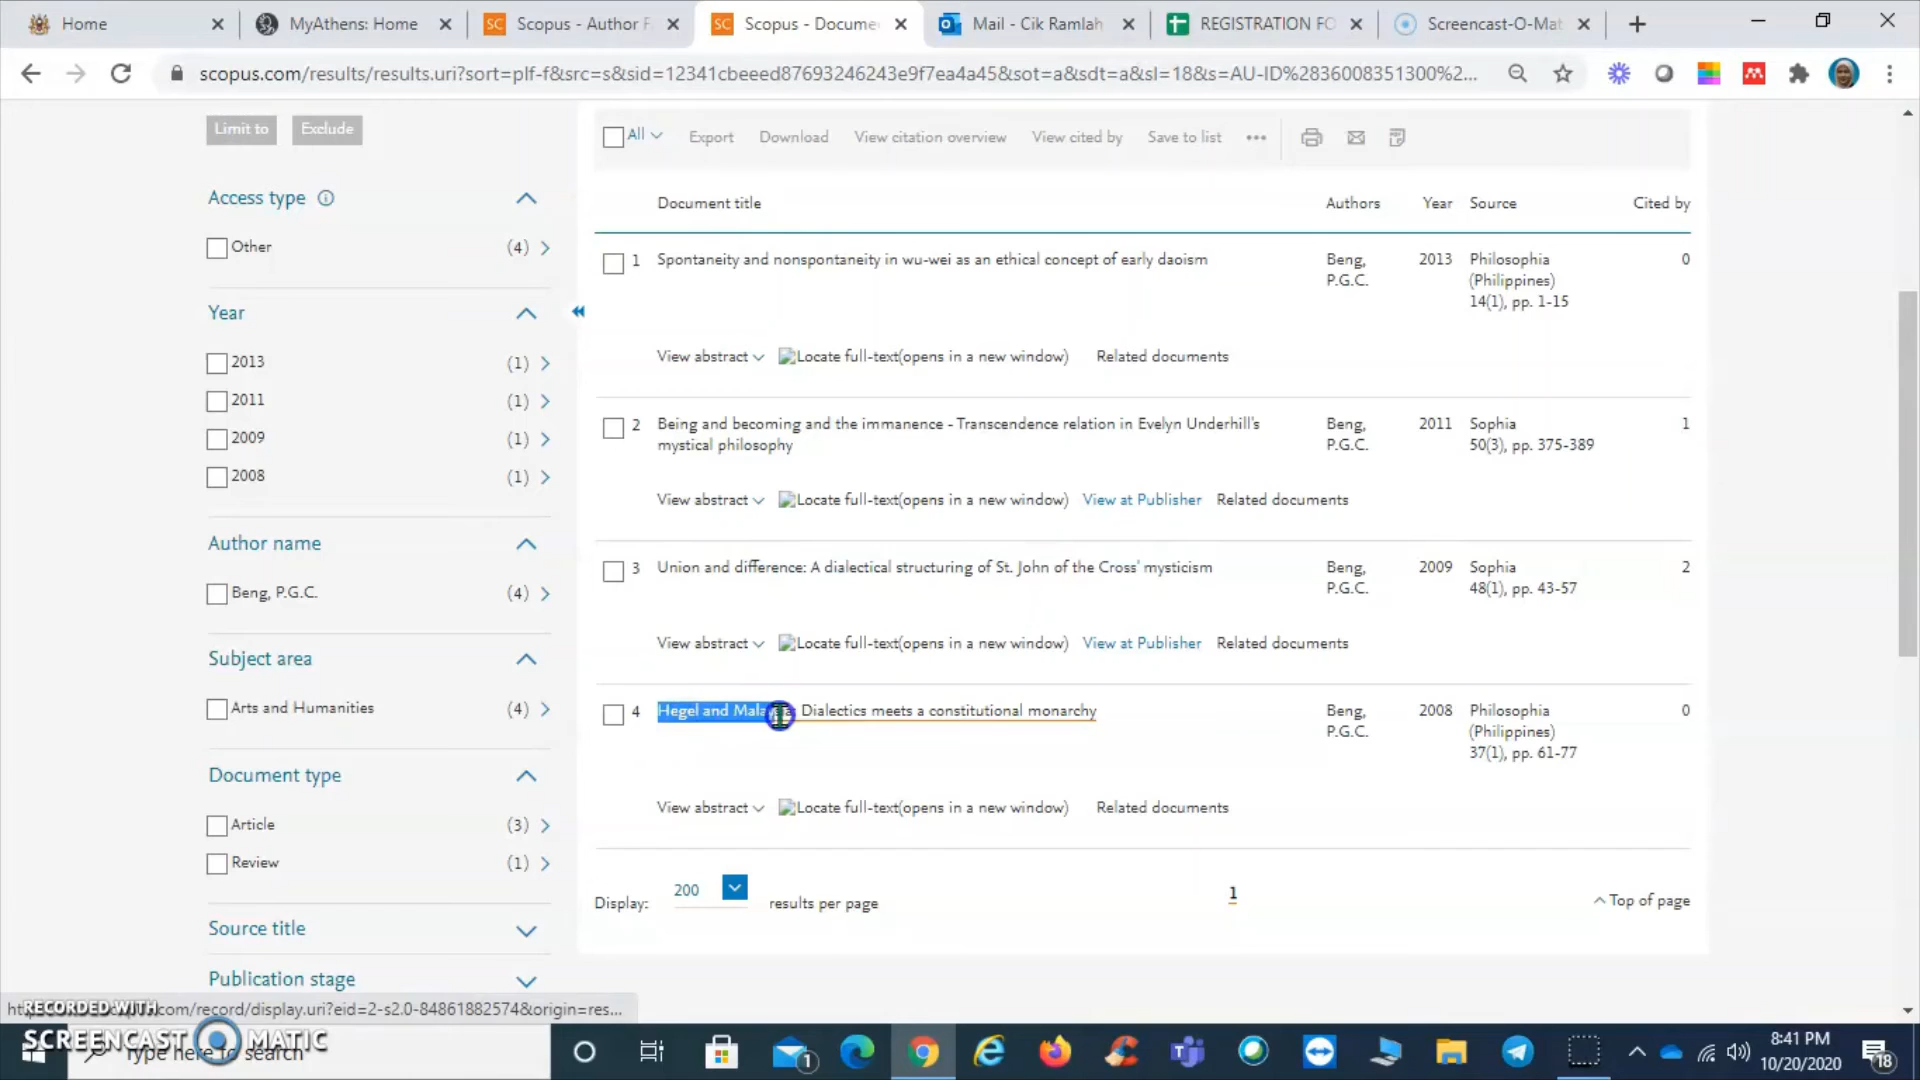 Home
MyAthens: Home
SC Scopus - Author F
SC Scopus - Docume
Mail - Cik Ramlah
REGISTRATION FO
Screencast-O-Mat
scopus.com/results/results.uri?sort=plf-f&src=s&sid=12341cbeeed87693246243e9f7ea4a45&sot=a&sdt=a&sl=18&s=AU-ID%2836008351300%2...
Limit to Exclude
All Export Download View citation overview View cited by Save to list •••
Access type
Other (4)
Year
2013 (1)
2011 (1)
2009 (1)
2008 (1)
Author name
Beng, P.G.C. (4)
Subject area
Arts and Humanities (4)
Document type
Article (3)
Review (1)
Source title
Publication stage
Document title Authors Year Source Cited by
1 Spontaneity and nonspontaneity in wu-wei as an ethical concept of early daoism Beng, 2013 Philosophia 0
P.G.C. (Philippines)
14(1), pp. 1-15
View abstract Locate full-text(opens in a new window) Related documents
2 Being and becoming and the immanence - Transcendence relation in Evelyn Underhill's Beng, 2011 Sophia 1
mystical philosophy P.G.C. 50(3), pp. 375-389
View abstract Locate full-text(opens in a new window) View at Publisher Related documents
3 Union and difference: A dialectical structuring of St. John of the Cross' mysticism Beng, 2009 Sophia 2
P.G.C. 48(1), pp. 43-57
View abstract Locate full-text(opens in a new window) View at Publisher Related documents
4 Hegel and Malaysia: Dialectics meets a constitutional monarchy Beng, 2008 Philosophia 0
P.G.C. (Philippines)
37(1), pp. 61-77
View abstract Locate full-text(opens in a new window) Related documents
Display: 200 results per page 1 Top of page
.com/record/display.uri?eid=2-s2.0-84861882574&origin=res...
RECORDED WITH
SCREENCAST MATIC
Type here to search
1
8:41 PM
10/20/2020
18